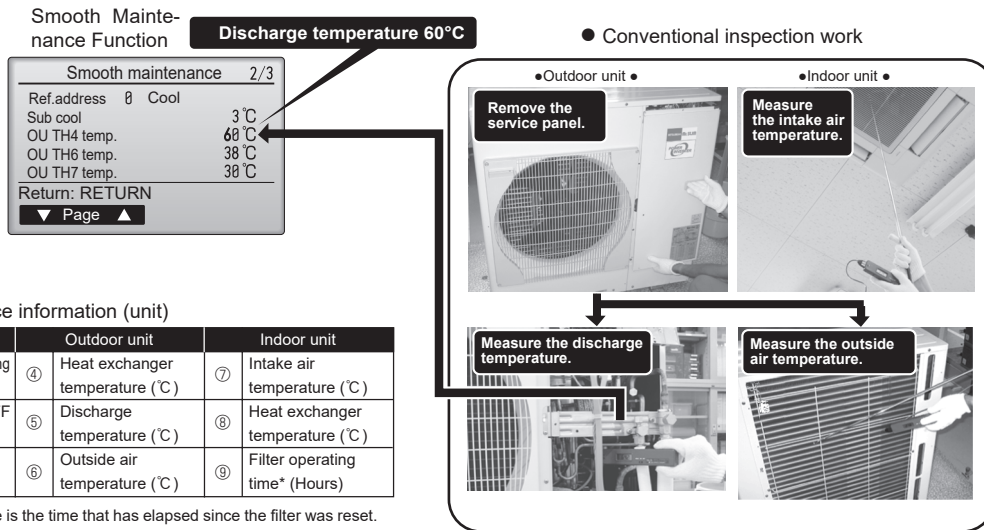 Smooth Mainte-
nance Function
Discharge temperature 60°C
● Conventional inspection work
Smooth maintenance 2/3
Ref.address 0 Cool
Sub cool 3℃
OU TH4 temp. 60℃
OU TH6 temp. 38℃
OU TH7 temp. 30℃
Return: RETURN
▼ Page ▲
●Outdoor unit ●
●Indoor unit ●
Remove the
service panel.
Measure
the intake air
temperature.
Measure the discharge
temperature.
Measure the outside
air temperature.
ce information (unit)
Outdoor unit
Indoor unit
④ Heat exchanger
temperature (℃)
⑦ Intake air
temperature (℃)
⑤ Discharge
temperature (℃)
⑧ Heat exchanger
temperature (℃)
⑥ Outside air
temperature (℃)
⑨ Filter operating
time* (Hours)
e is the time that has elapsed since the filter was reset.